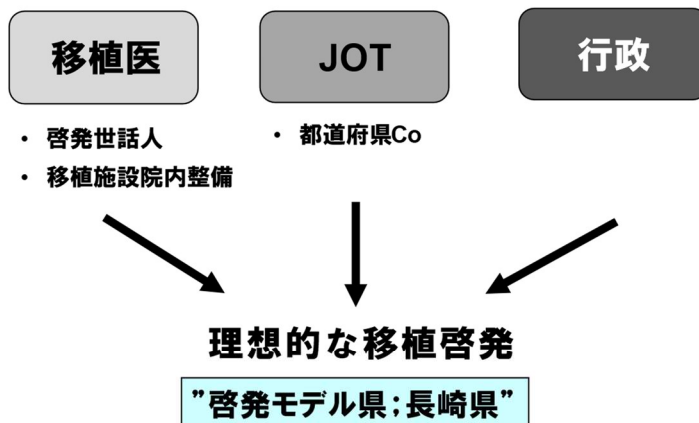 移植医
JOT
行政
• 啓発世話人
• 移植施設院内整備
• 都道府県Co
理想的な移植啓発
”啓発モデル県;長崎県”